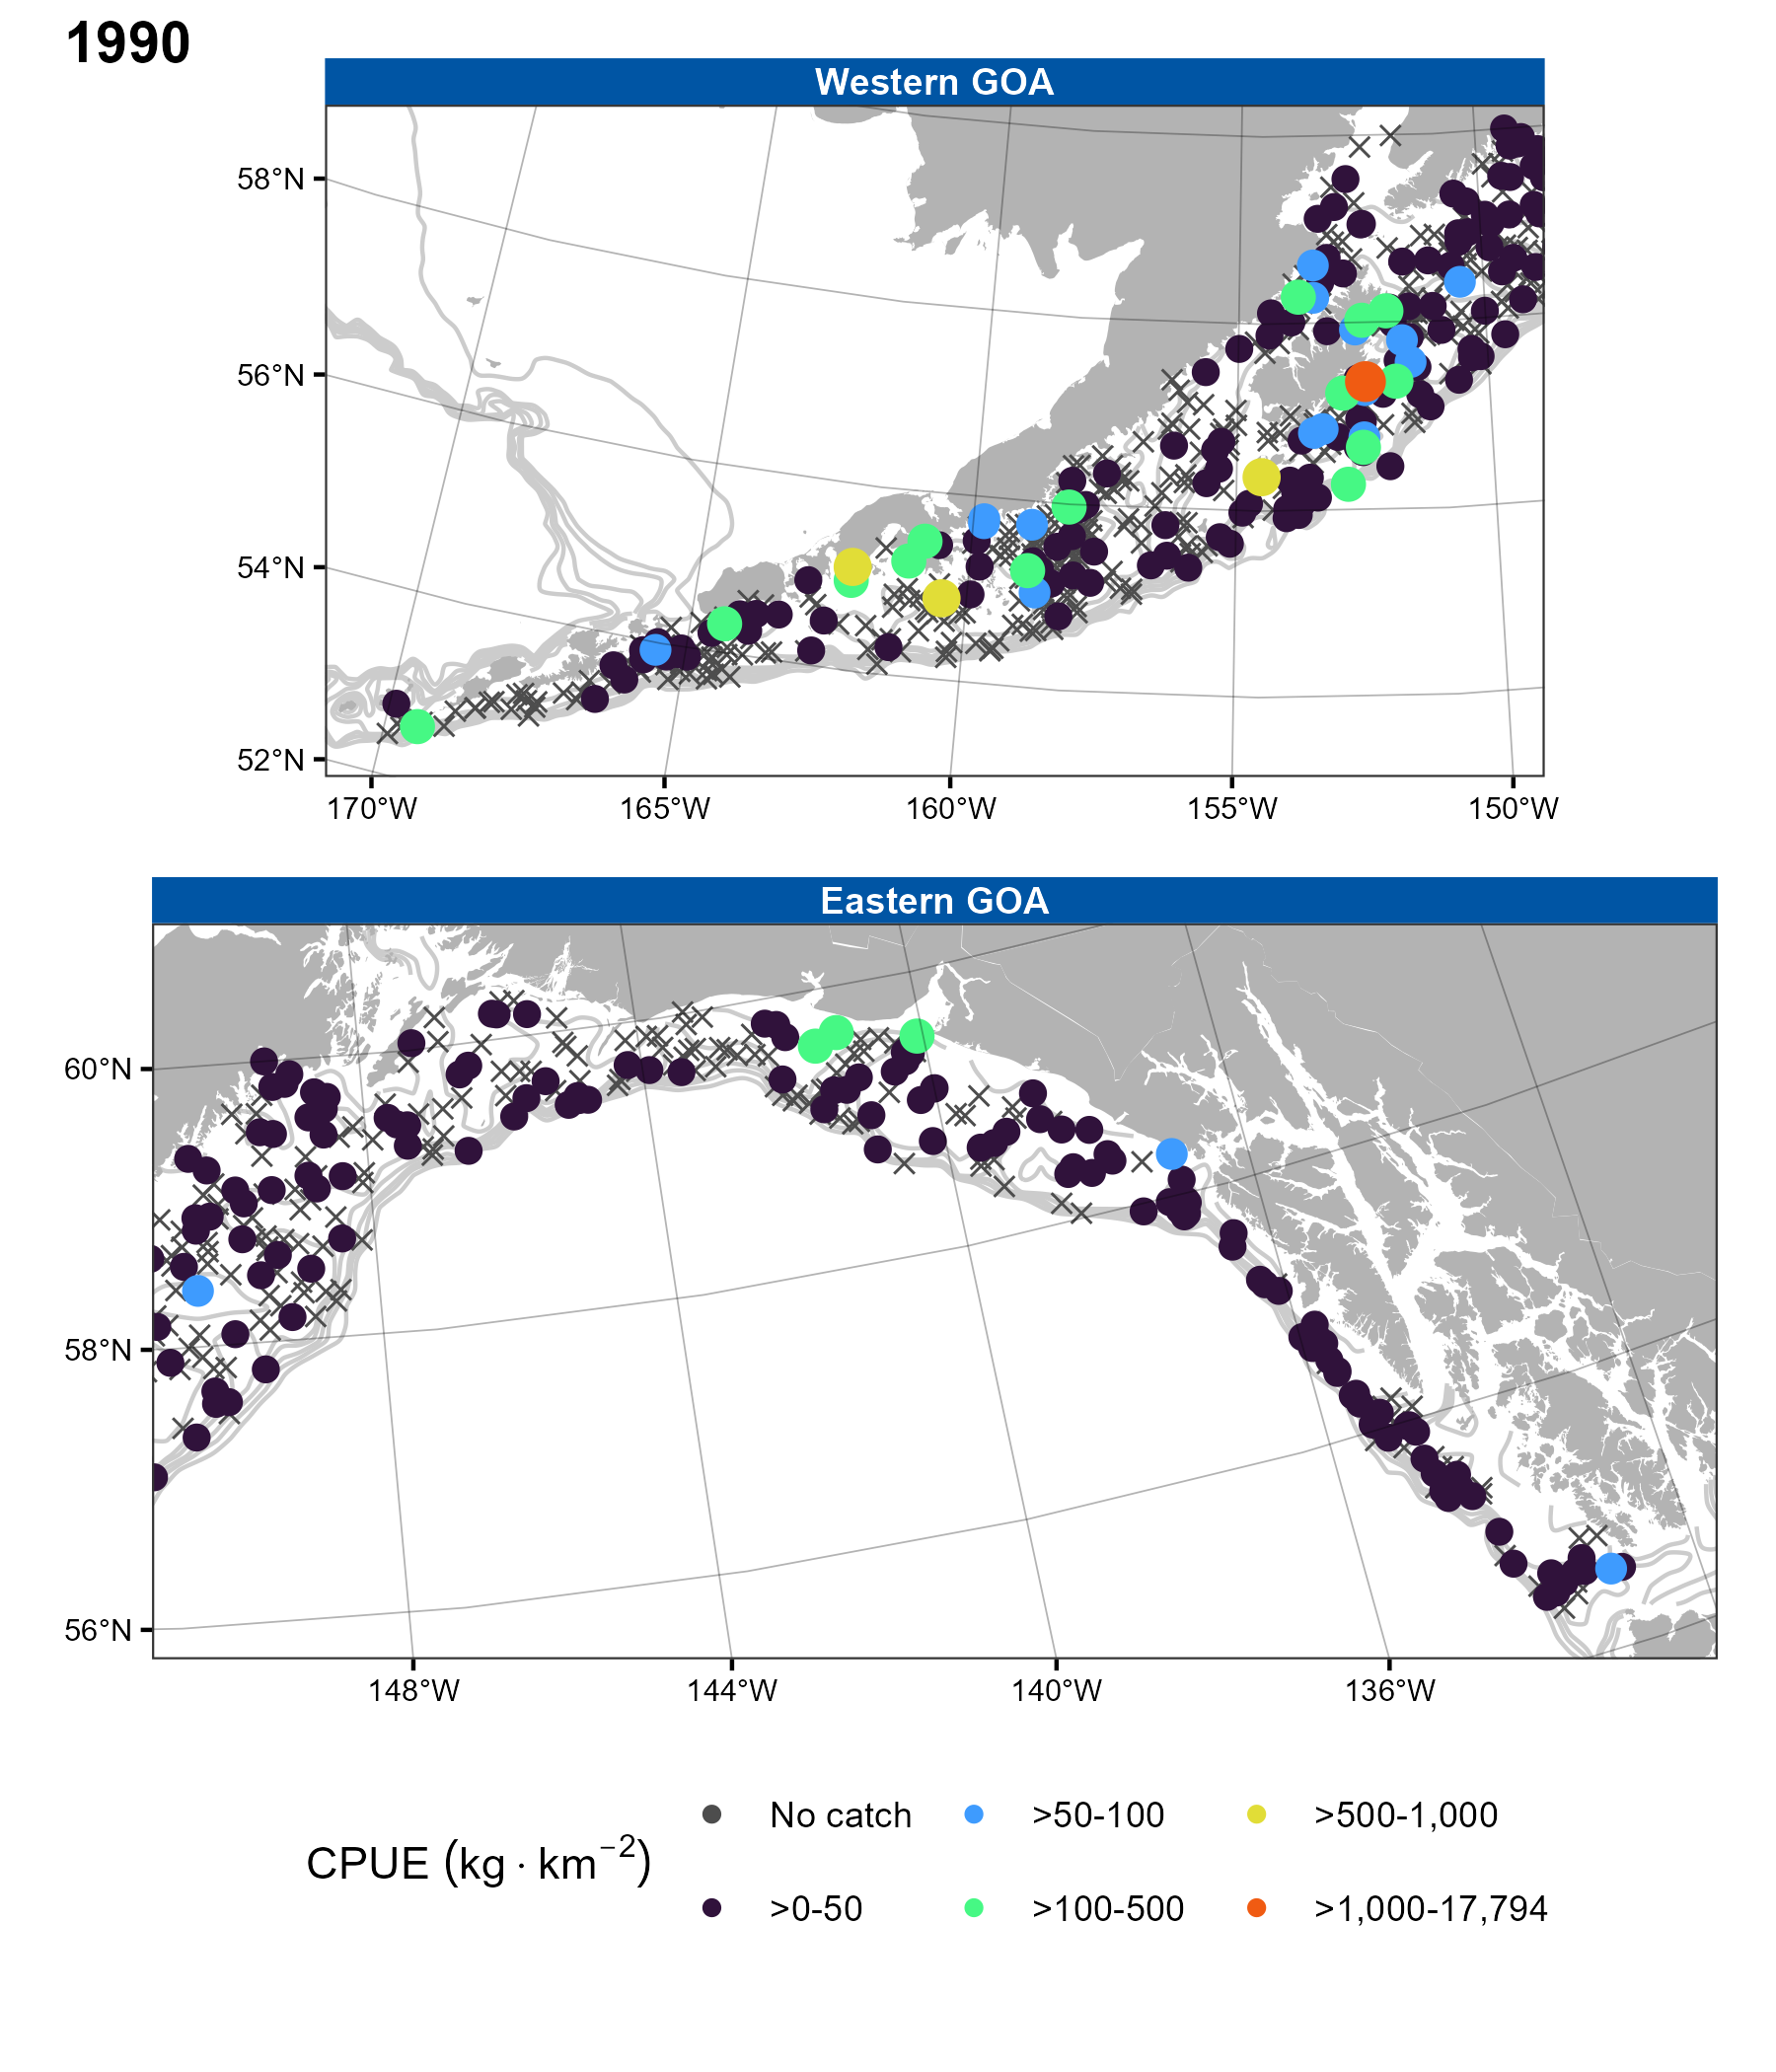 1990
Western GOA
58°N
56°N
54°N
52°N
170°W 165°W 160°W 155°W 150°W
Eastern GOA
60°N
58°N
56°N
148°W 144°W 140°W 136°W
CPUE (kg · km⁻²)
No catch >50-100 >500-1,000
>0-50 >100-500 >1,000-17,794